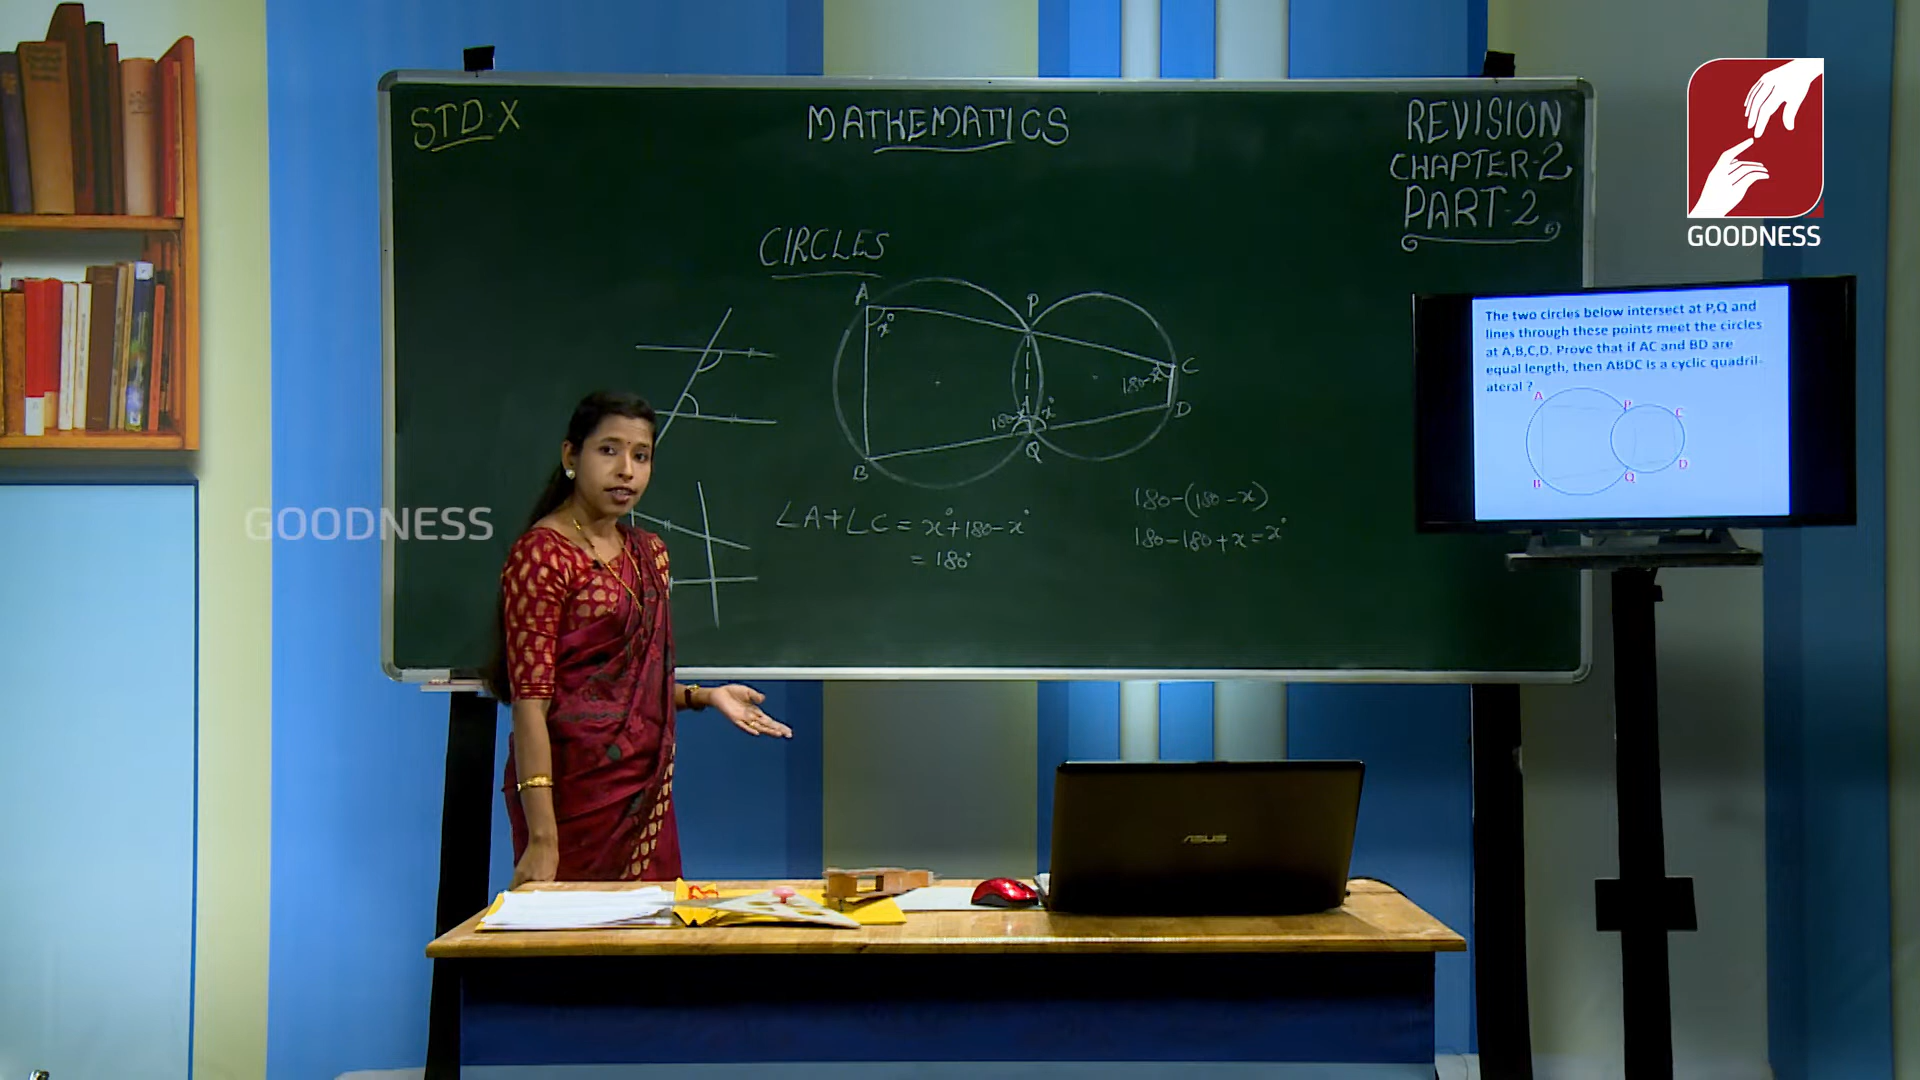 STD-X
MATHEMATICS
REVISION
CHAPTER-2
PART-2
GOODNESS
CIRCLES
A
x°
P
C
180-x
D
180-x
x°
Q
B
∠A+∠C = x°+180-x°
= 180°
180-(180-x)
180-180+x=x°
The two circles below intersect at P,Q and
lines through these points meet the circles
at A,B,C,D. Prove that if AC and BD are
equal length, then ABDC is a cyclic quadril-
ateral ?
A
P
C
B
Q
D
GOODNESS
ASUS